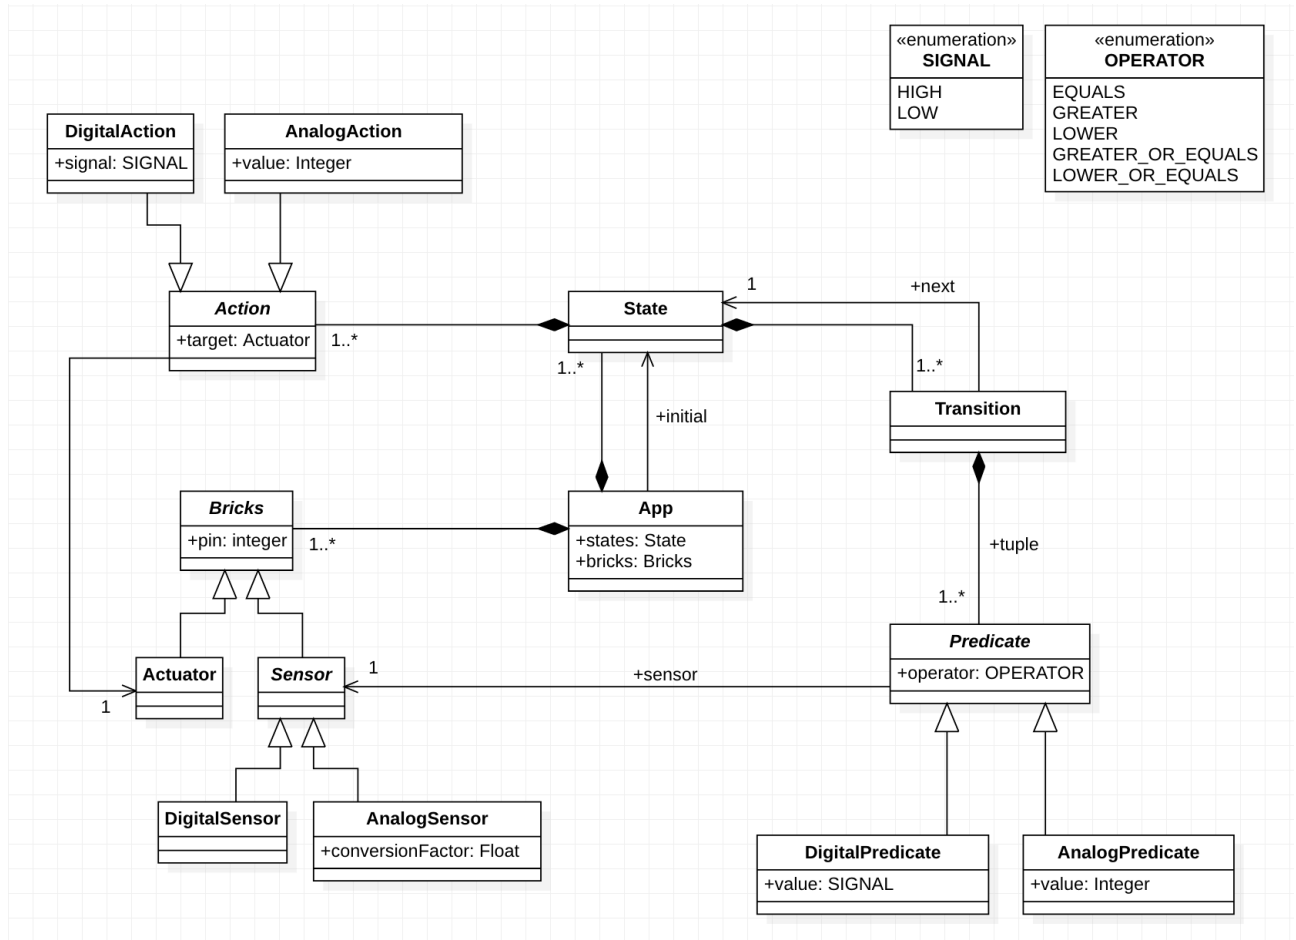 «enumeration»
SIGNAL
HIGH
LOW
«enumeration»
OPERATOR
EQUALS
GREATER
LOWER
GREATER_OR_EQUALS
LOWER_OR_EQUALS
DigitalAction
+signal: SIGNAL
AnalogAction
+value: Integer
Action
+target: Actuator
1..*
State
1..*
1
+next
1..*
Transition
+initial
Bricks
+pin: integer
1..*
App
+states: State
+bricks: Bricks
+tuple
1..*
Actuator
1
Sensor
1
+sensor
Predicate
+operator: OPERATOR
DigitalSensor
AnalogSensor
+conversionFactor: Float
DigitalPredicate
+value: SIGNAL
AnalogPredicate
+value: Integer